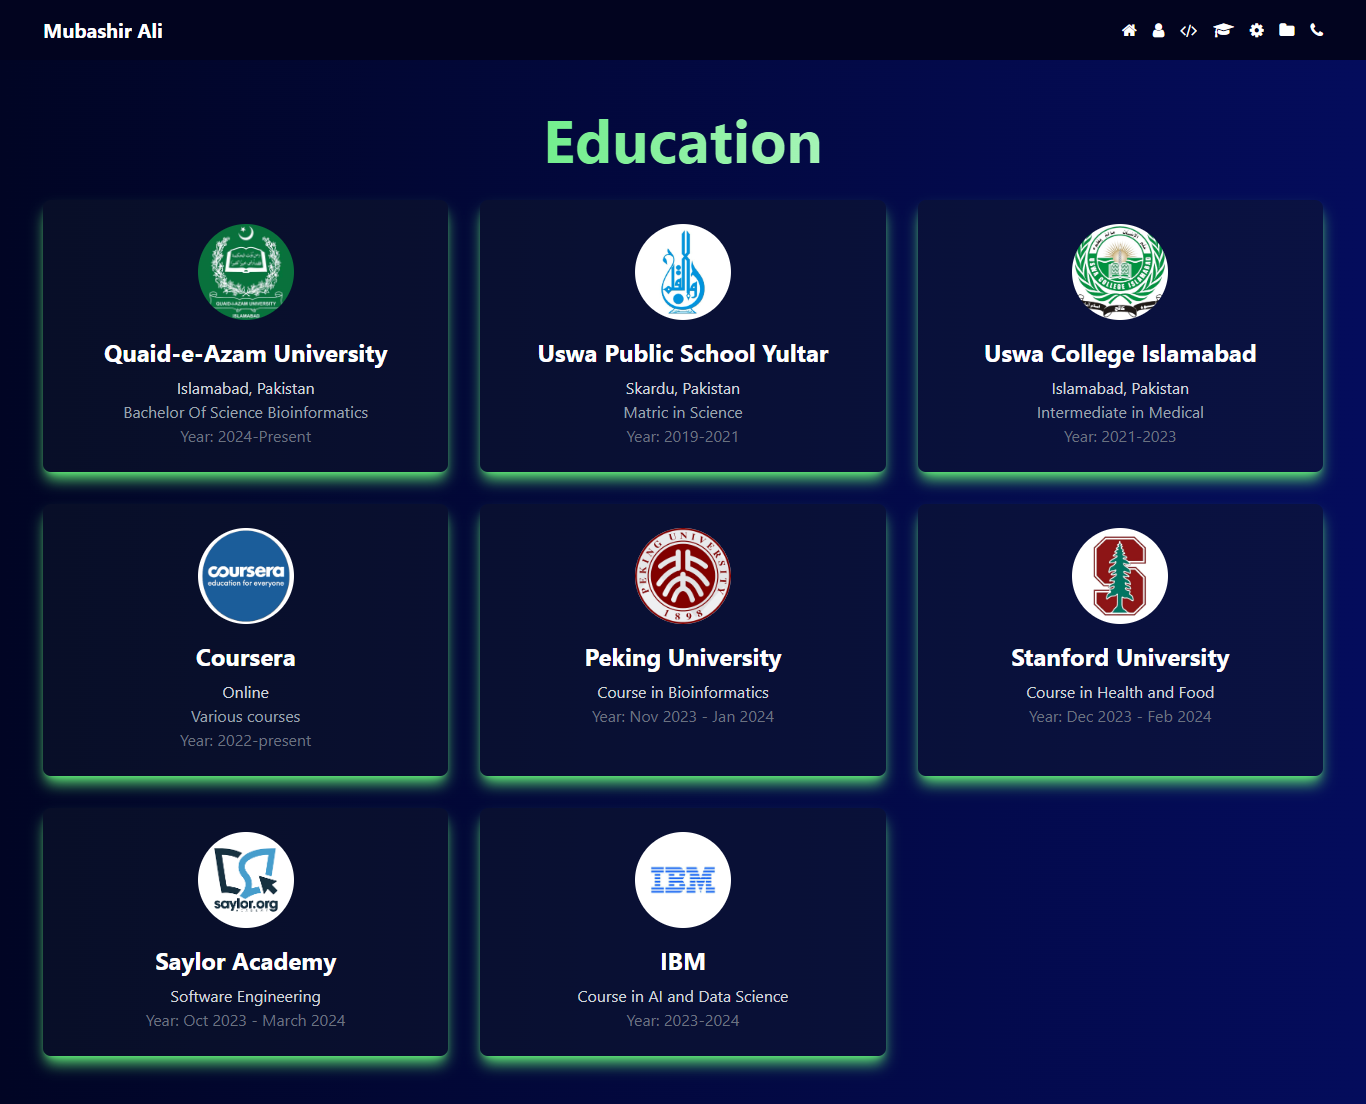 Mubashir Ali
Education
QUAID-I-AZAM UNIVERSITY
ISLAMABAD
Quaid-e-Azam University
Islamabad, Pakistan
Bachelor Of Science Bioinformatics
Year: 2024-Present
Uswa Public School Yultar
Skardu, Pakistan
Matric in Science
Year: 2019-2021
USWA COLLEGE ISLAMABAD
Uswa College Islamabad
Islamabad, Pakistan
Intermediate in Medical
Year: 2021-2023
coursera
education for everyone
Coursera
Online
Various courses
Year: 2022-present
PEKING UNIVERSITY
1898
Peking University
Course in Bioinformatics
Year: Nov 2023 - Jan 2024
S
Stanford University
Course in Health and Food
Year: Dec 2023 - Feb 2024
saylor.org
Saylor Academy
Software Engineering
Year: Oct 2023 - March 2024
IBM
IBM
Course in AI and Data Science
Year: 2023-2024